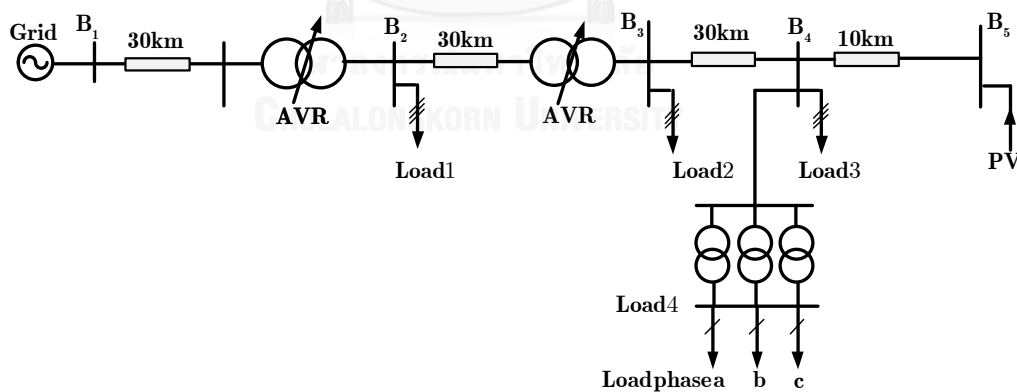 Grid
B1
30km
AVR
B2
30km
Load1
AVR
B3
30km
Load2
B4
10km
Load3
B5
PV
Load4
Loadphasea b c